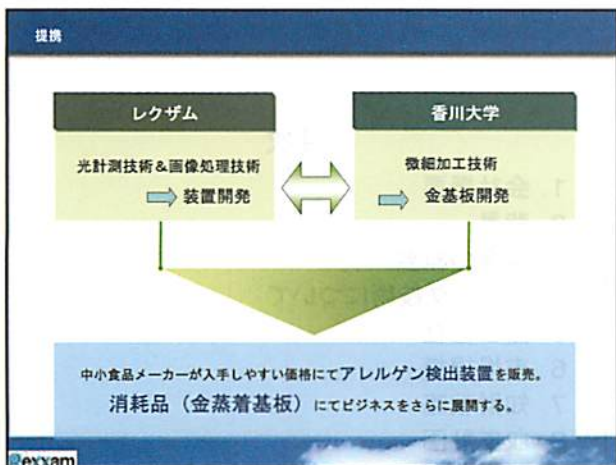 提携
レクザム
香川大学
光計測技術&画像処理技術
装置開発
微細加工技術
金基板開発
中小食品メーカーが入手しやすい価格にてアレルゲン検出装置を販売。
消耗品（金蒸着基板）にてビジネスをさらに展開する。
Rexxam